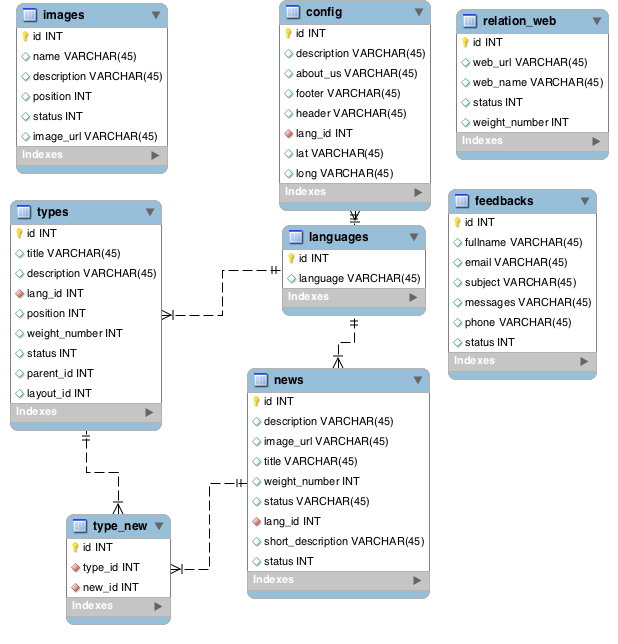 images
id INT
name VARCHAR(45)
description VARCHAR(45)
position INT
status INT
image_url VARCHAR(45)
Indexes
config
id INT
description VARCHAR(45)
about_us VARCHAR(45)
footer VARCHAR(45)
header VARCHAR(45)
lang_id INT
lat VARCHAR(45)
long VARCHAR(45)
Indexes
relation_web
id INT
web_url VARCHAR(45)
web_name VARCHAR(45)
status INT
weight_number INT
Indexes
types
id INT
title VARCHAR(45)
description VARCHAR(45)
lang_id INT
position INT
weight_number INT
status INT
parent_id INT
layout_id INT
Indexes
languages
id INT
language VARCHAR(45)
Indexes
feedbacks
id INT
fullname VARCHAR(45)
email VARCHAR(45)
subject VARCHAR(45)
messages VARCHAR(45)
phone VARCHAR(45)
status INT
Indexes
news
id INT
description VARCHAR(45)
image_url VARCHAR(45)
title VARCHAR(45)
weight_number INT
status VARCHAR(45)
lang_id INT
short_description VARCHAR(45)
status INT
Indexes
type_new
id INT
type_id INT
new_id INT
Indexes